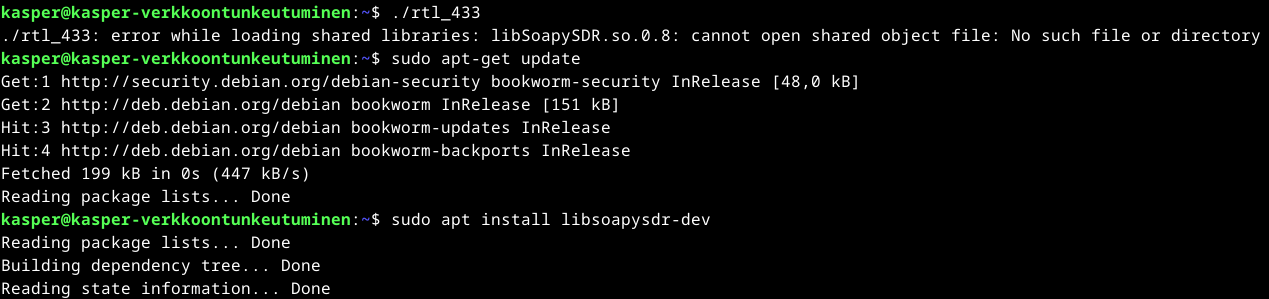 kasper@kasper-verkkoontunkeutuminen:~$ ./rtl_433
./rtl_433: error while loading shared libraries: libSoapySDR.so.0.8: cannot open shared object file: No such file or directory
kasper@kasper-verkkoontunkeutuminen:~$ sudo apt-get update
Get:1 http://security.debian.org/debian-security bookworm-security InRelease [48,0 kB]
Get:2 http://deb.debian.org/debian bookworm InRelease [151 kB]
Hit:3 http://deb.debian.org/debian bookworm-updates InRelease
Hit:4 http://deb.debian.org/debian bookworm-backports InRelease
Fetched 199 kB in 0s (447 kB/s)
Reading package lists... Done
kasper@kasper-verkkoontunkeutuminen:~$ sudo apt install libsoapysdr-dev
Reading package lists... Done
Building dependency tree... Done
Reading state information... Done